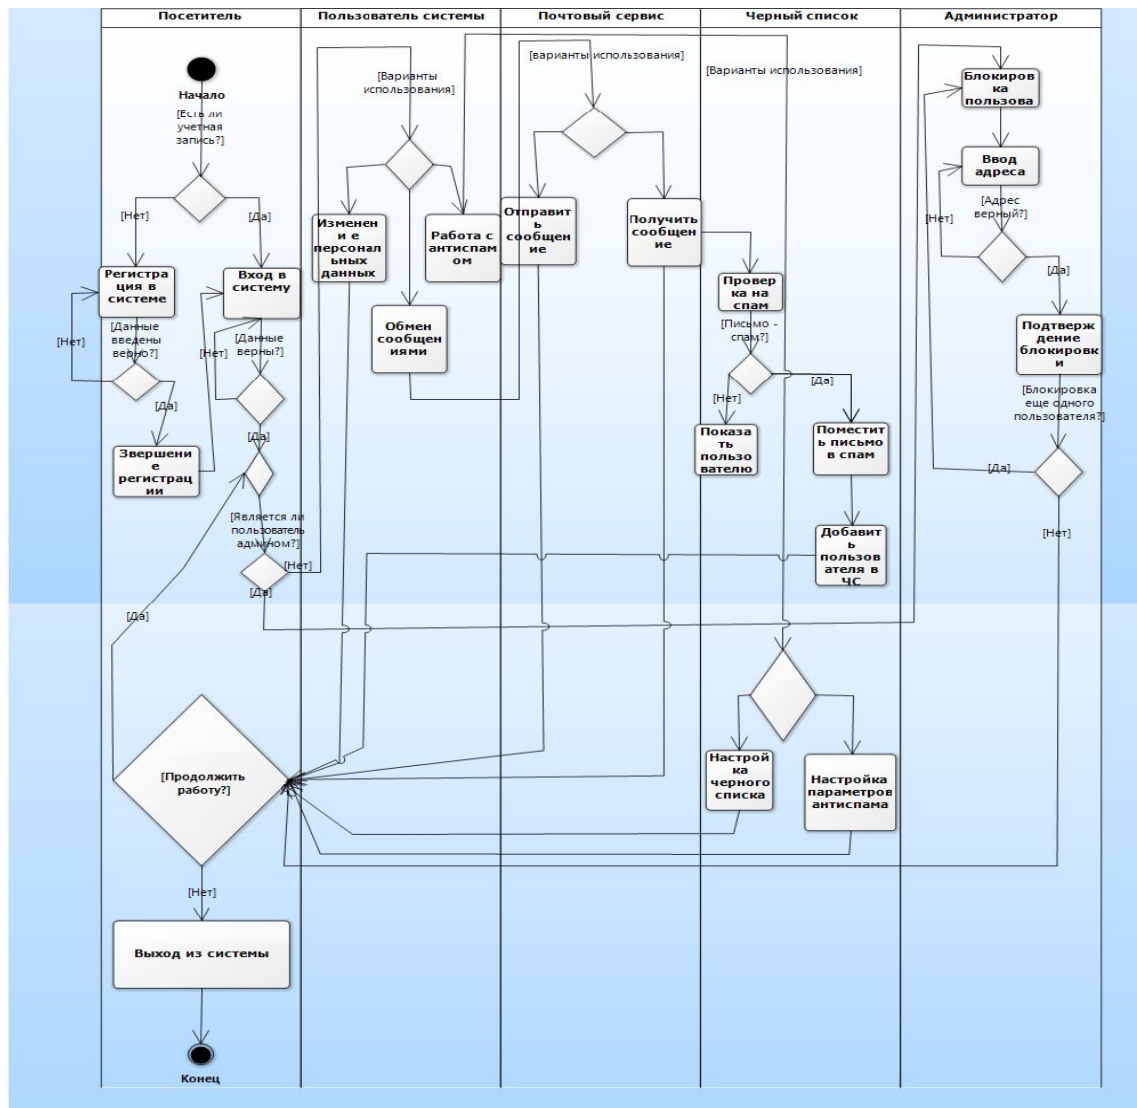 Посетитель
Пользователь системы
Почтовый сервис
Черный список
Администратор
Начало
[Есть ли
учетная
запись?]
[Нет]
[Да]
Регистра
ция в
системе
Вход в
систему
[Данные
введены
верно?]
[Нет]
[Да]
Звершени
е
регистрац
ии
[Данные
верны?]
[Нет]
[Да]
[Является ли
пользователь
админом?]
[Нет]
[Да]
[Да]
[Продолжить
работу?]
[Нет]
Выход из системы
Конец
[Варианты
использования]
Изменен
и е
персонал
ьных
данных
Работа с
антиспа
мом
Обмен
сообщен
иями
[варианты использования]
Отправит
ь
сообщен
ие
Получить
сообщен
ие
[Варианты использования]
Провер
ка на
спам
[Письмо -
спам?]
[Нет]
[Да]
Показа
ть
пользо
вателю
Поместит
ь письмо
в спам
Добавит
ь
пользов
ателя в
ЧС
Настрой
ка
черного
списка
Настройка
параметров
антиспама
Блокиров
ка
пользова
Ввод
адреса
[Адрес
верный?]
[Нет]
[Да]
Подтверж
дение
блокировк
и
[Блокировка
еще одного
пользователя?]
[Да]
[Нет]